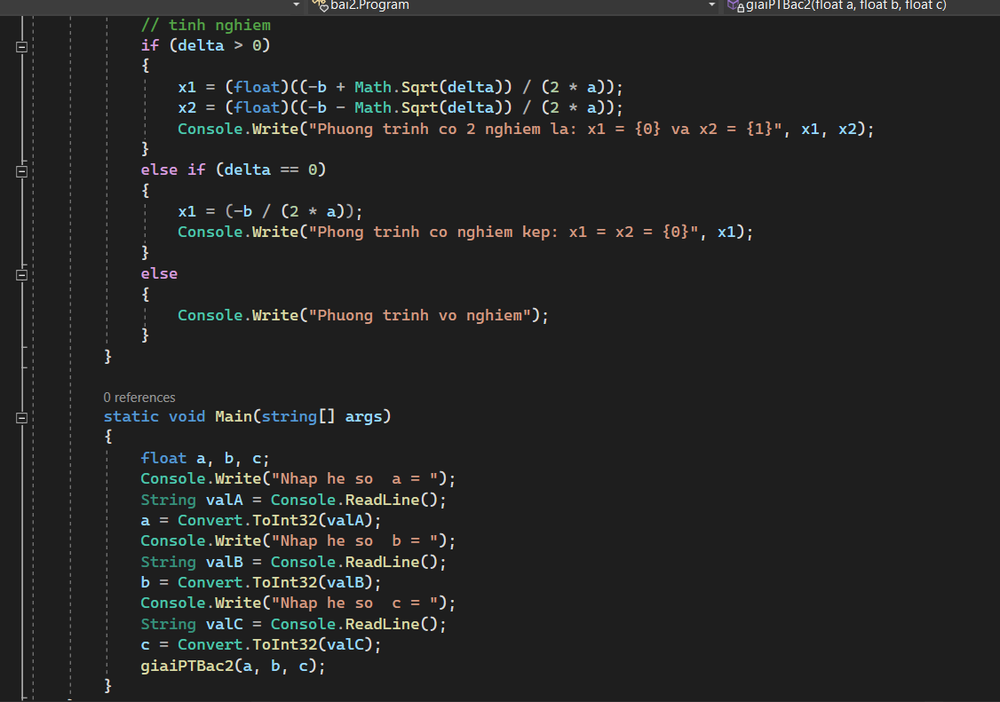 bai2.Program
giaiPTBac2(float a, float b, float c)
// tinh nghiem
if (delta > 0)
{
x1 = (float)((-b + Math.Sqrt(delta)) / (2 * a));
x2 = (float)((-b - Math.Sqrt(delta)) / (2 * a));
Console.Write("Phuong trinh co 2 nghiem la: x1 = {0} va x2 = {1}", x1, x2);
}
else if (delta == 0)
{
x1 = (-b / (2 * a));
Console.Write("Phong trinh co nghiem kep: x1 = x2 = {0}", x1);
}
else
{
Console.Write("Phuong trinh vo nghiem");
}
}
0 references
static void Main(string[] args)
{
float a, b, c;
Console.Write("Nhap he so  a = ");
String valA = Console.ReadLine();
a = Convert.ToInt32(valA);
Console.Write("Nhap he so  b = ");
String valB = Console.ReadLine();
b = Convert.ToInt32(valB);
Console.Write("Nhap he so  c = ");
String valC = Console.ReadLine();
c = Convert.ToInt32(valC);
giaiPTBac2(a, b, c);
}